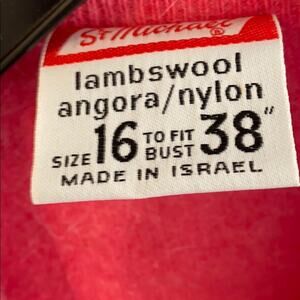 St Michael ®
lambswool
angora/nylon
SIZE 16 TO FIT BUST 38"
MADE IN ISRAEL